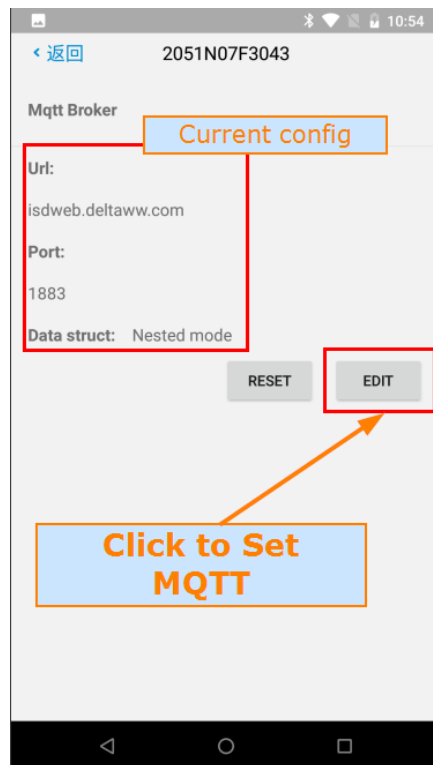 10:54
返回
2051N07F3043
Mqtt Broker
Current config
Url:
isdweb.deltaww.com
Port:
1883
Data struct: Nested mode
RESET
EDIT
Click to Set
MQTT